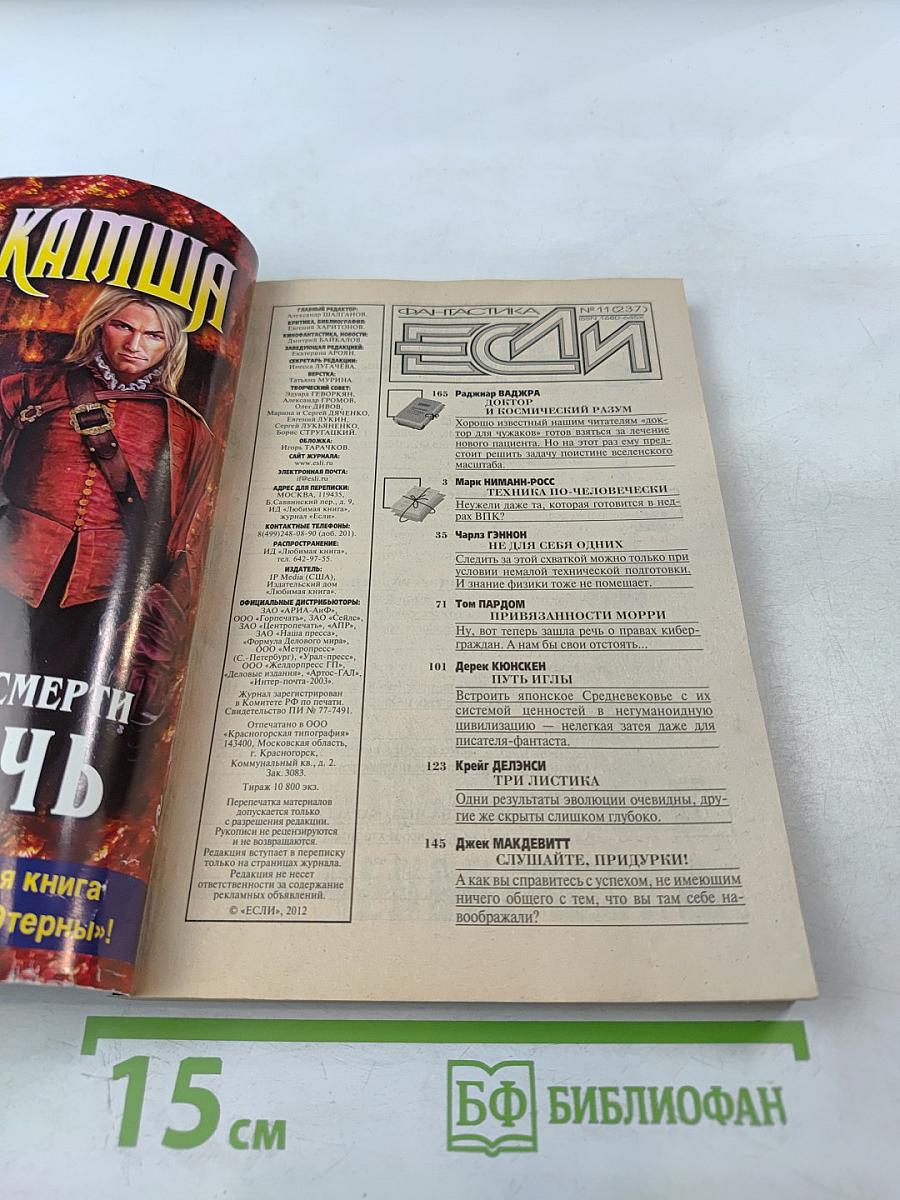 КАМША
СМЕРТИ
ЧЬ
я книга
Этерны»!
ГЛАВНЫЙ РЕДАКТОР:
Александр ШАЛГАНОВ.
КРИТИКА, БИБЛИОГРАФИЯ:
Евгений ХАРИТОНОВ.
КИНОФАНТАСТИКА, НОВОСТИ:
Дмитрий БАЙКАЛОВ.
ЗАВЕДУЮЩАЯ РЕДАКЦИЕЙ:
Екатерина АРОЯН.
СЕКРЕТАРЬ РЕДАКЦИИ:
Инесса ЛУГАЧЕВА.
ВЕРСТКА:
Татьяна МУРИНА.
ТВОРЧЕСКИЙ СОВЕТ:
Эдуард ГЕВОРКЯН,
Александр ГРОМОВ,
Олег ДИВОВ,
Марина и Сергей ДЯЧЕНКО,
Евгений ЛУКИН,
Сергей ЛУКЬЯНЕНКО,
Борис СТРУГАЦКИЙ.
ОБЛОЖКА:
Игорь ТАРАЧКОВ.
САЙТ ЖУРНАЛА:
www.esli.ru
ЭЛЕКТРОННАЯ ПОЧТА:
if@esli.ru
АДРЕС ДЛЯ ПЕРЕПИСКИ:
МОСКВА, 119435,
Б.Саввинский пер., д. 9,
ИД «Любимая книга»,
журнал «Если».
КОНТАКТНЫЕ ТЕЛЕФОНЫ:
8(499)248-08-90 (доб. 201).
РАСПРОСТРАНЕНИЕ:
ИД «Любимая книга»,
тел. 642-97-55.
ИЗДАТЕЛЬ:
IP Media (США),
Издательский дом
«Любимая книга».
ОФИЦИАЛЬНЫЕ ДИСТРИБЬЮТОРЫ:
ЗАО «АРИА-АиФ»,
ООО «Горпечать», ЗАО «Сейлс»,
ЗАО «Центропечать», «АПР»,
ЗАО «Наша пресса»,
«Формула Делового мира»,
ООО «Метропресс»
(С.-Петербург), «Урал-пресс»,
ООО «Желдорпресс ГП»,
«Деловые издания», «Артос-ГАЛ»,
«Интер-почта-2003».
Журнал зарегистрирован
в Комитете РФ по печати.
Свидетельство ПИ № 77-7491.
Отпечатано в ООО
«Красногорская типография»
143400, Московская область,
г. Красногорск,
Коммунальный кв., д. 2.
Зак. 3083.
Тираж 10 800 экз.
Перепечатка материалов
допускается только
с разрешения редакции.
Рукописи не рецензируются
и не возвращаются.
Редакция вступает в переписку
только на страницах журнала.
Редакция не несет
ответственности за содержание
рекламных объявлений.
© «ЕСЛИ», 2012
ФАНТАСТИКА №11 (237)
ISSN 1680-645X
ЕСЛИ
165 Раджнар ВАДЖРА
ДОКТОР
И КОСМИЧЕСКИЙ РАЗУМ
Хорошо известный нашим читателям «док-
тор для чужаков» готов взяться за лечение
нового пациента. Но на этот раз ему пред-
стоит решить задачу поистине вселенского
масштаба.
3 Марк НИМАНН-РОСС
ТЕХНИКА ПО-ЧЕЛОВЕЧЕСКИ
Неужели даже та, которая готовится в нед-
рах ВПК?
35 Чарлз ГЭННОН
НЕ ДЛЯ СЕБЯ ОДНИХ
Следить за этой схваткой можно только при
условии немалой технической подготовки.
И знание физики тоже не помешает.
71 Том ПАРДОМ
ПРИВЯЗАННОСТИ МОРРИ
Ну, вот теперь зашла речь о правах кибер-
граждан. А нам бы свои отстоять...
101 Дерек КЮНСКЕН
ПУТЬ ИГЛЫ
Встроить японское Средневековье с их
системой ценностей в негуманоидную
цивилизацию — нелегкая затея даже для
писателя-фантаста.
123 Крейг ДЕЛЭНСИ
ТРИ ЛИСТИКА
Одни результаты эволюции очевидны, дру-
гие же скрыты слишком глубоко.
145 Джек МАКДЕВИТТ
СЛУШАЙТЕ, ПРИДУРКИ!
А как вы справитесь с успехом, не имеющим
ничего общего с тем, что вы там себе на-
воображали?
15 см
БФ БИБЛИОФАН